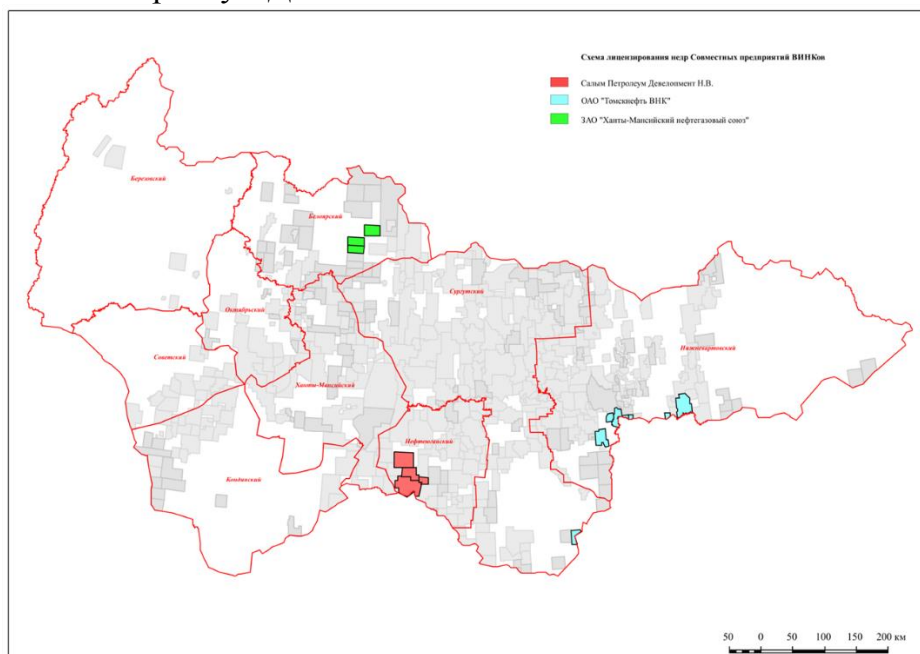 Схема лицензирования недр Совместных предприятий ВИНКов
Салым Петролеум Девелопмент Н.В.
ОАО "Томскнефть ВНК"
ЗАО "Ханты-Мансийский нефтегазовый союз"
Березовский
Белоярский
Сургутский
Октябрьский
Нижневартовский
Советский
Ханты-Мансийский
Нефтеюганский
Кондинский
50 0 50 100 150 200 км